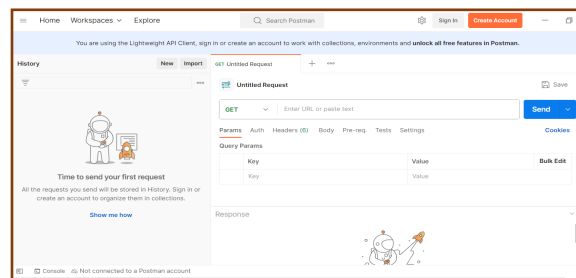 Home Workspaces Explore Search Postman Sign In Create Account
You are using the Lightweight API Client, sign in or create an account to work with collections, environments and unlock all free features in Postman.
History New Import GET Untitled Request
Untitled Request Save
GET Enter URL or paste text Send
Params Auth Headers (6) Body Pre-req. Tests Settings Cookies
Query Params
Key Value Bulk Edit
Key Value
Time to send your first request
All the requests you send will be stored in History. Sign in or
create an account to organize them in collections.
Show me how
Response
Console Not connected to a Postman account